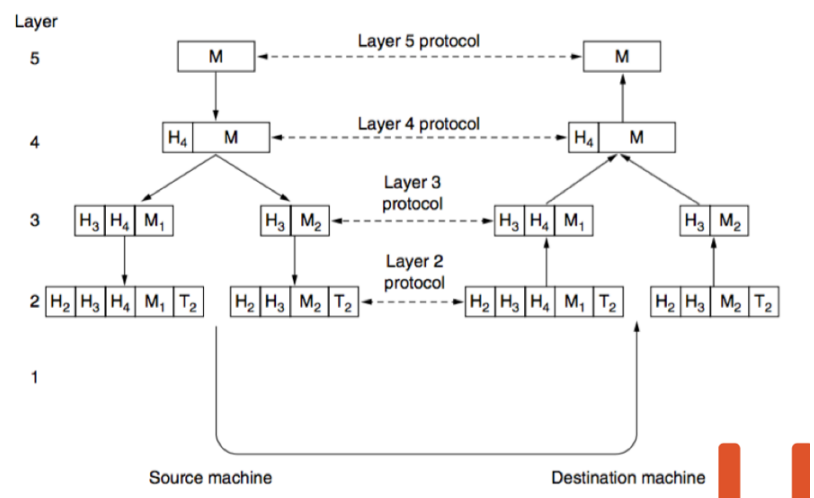 Layer
5 M Layer 5 protocol M
4 H₄ M Layer 4 protocol H₄ M
Layer 3
protocol
3 H₃ H₄ M₁ H₃ M₂ H₃ H₄ M₁ H₃ M₂
Layer 2
protocol
2 H₂ H₃ H₄ M₁ T₂ H₂ H₃ M₂ T₂ H₂ H₃ H₄ M₁ T₂ H₂ H₃ M₂ T₂
1
Source machine Destination machine